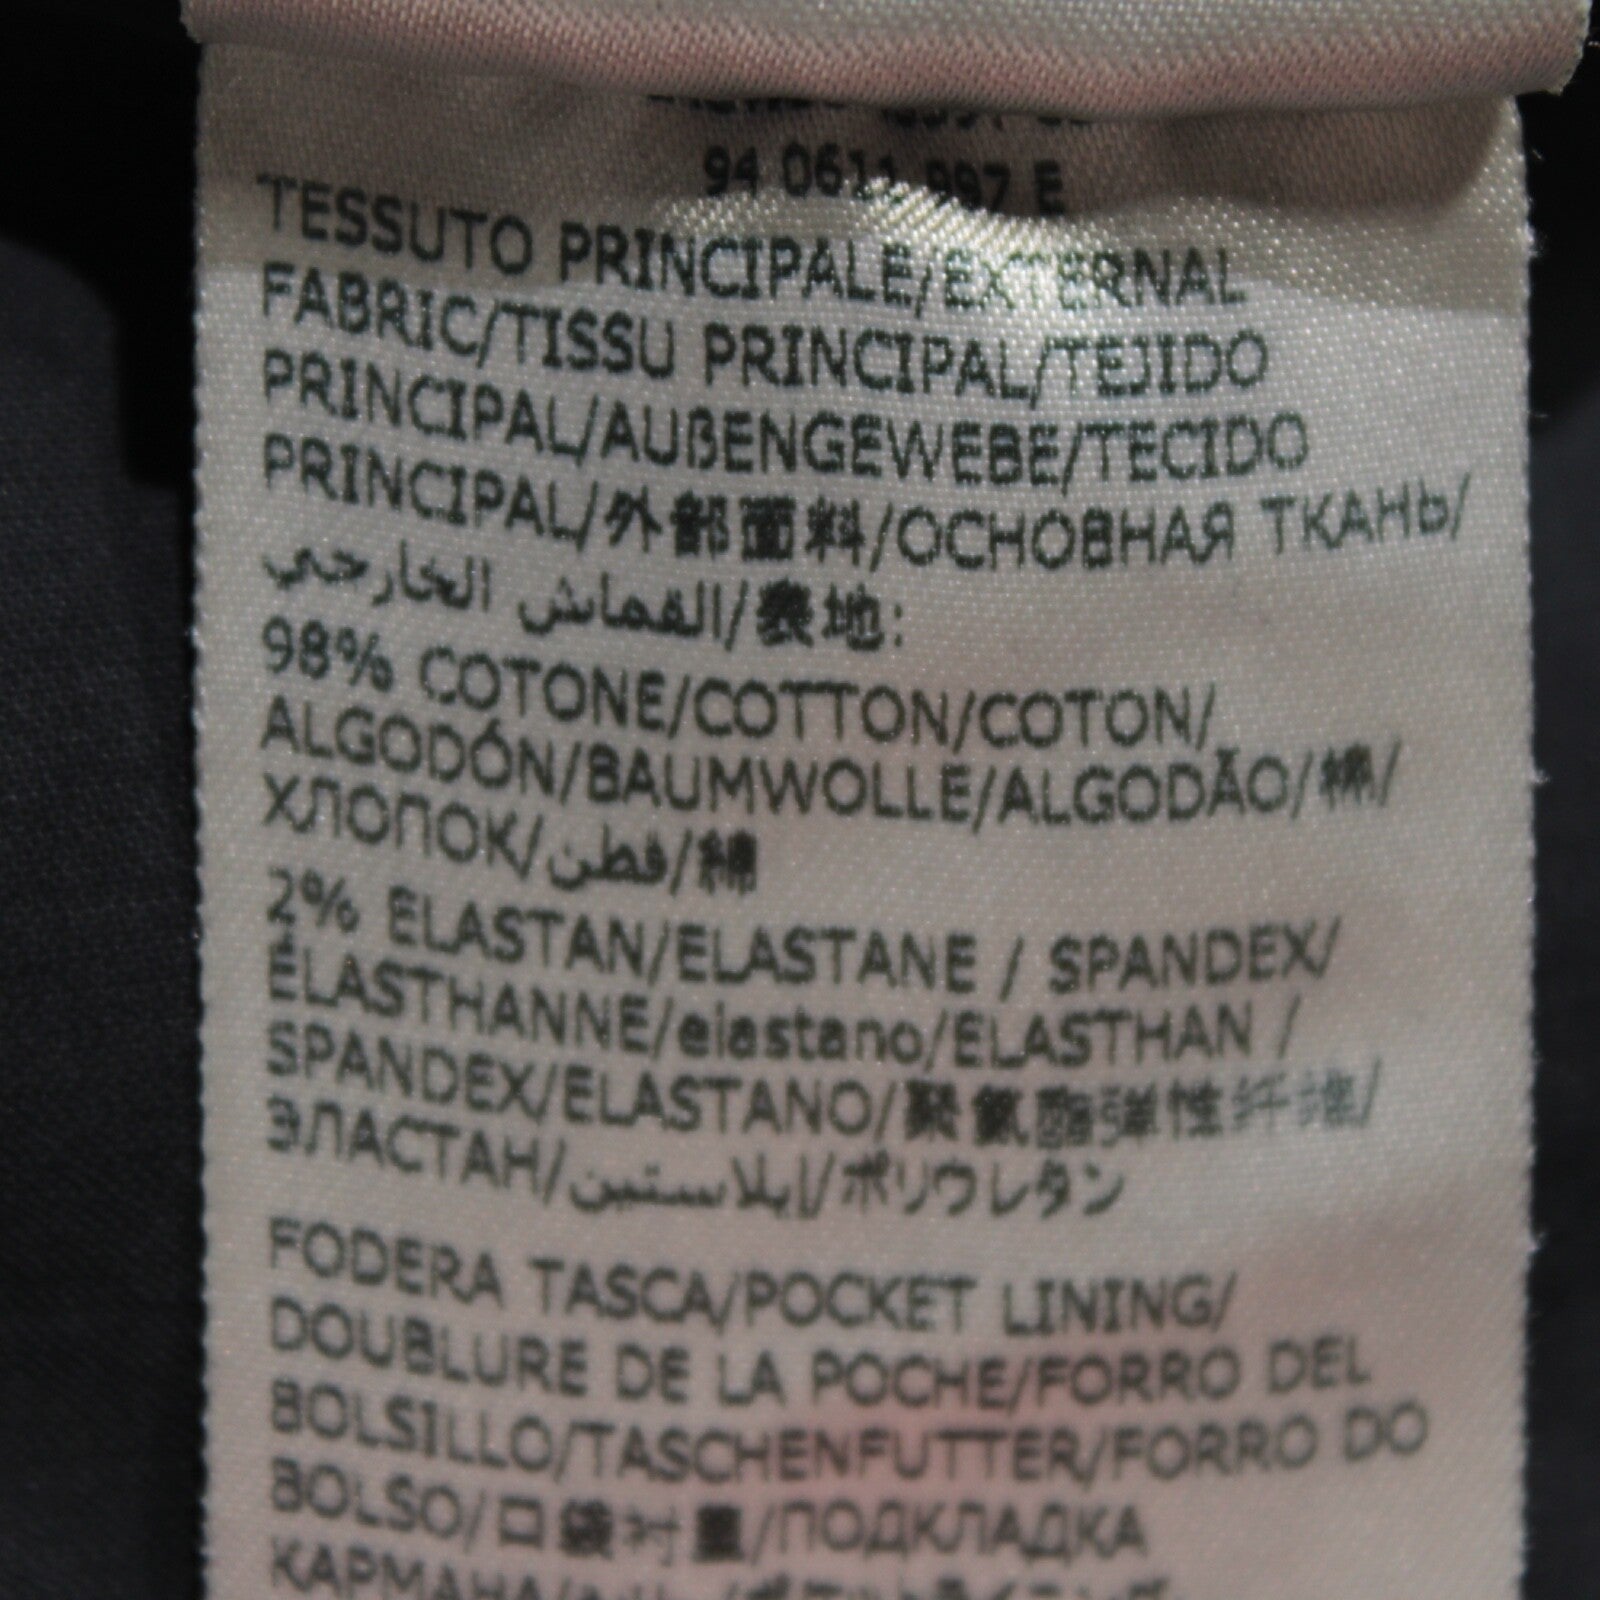 94 0611 997 E
TESSUTO PRINCIPALE/EXTERNAL
FABRIC/TISSU PRINCIPAL/TEJIDO
PRINCIPAL/AUßENGEWEBE/TECIDO
PRINCIPAL/外部面料/ОСНОВНАЯ ТКАНЬ/
القماش الخارجي/表地:
98% COTONE/COTTON/COTON/
ALGODÓN/BAUMWOLLE/ALGODÃO/棉/
ХЛОПОК/قطن/綿
2% ELASTAN/ELASTANE / SPANDEX/
ÉLASTHANNE/elastano/ELASTHAN /
SPANDEX/ELASTANO/聚氨酯弹性纤维/
ЭЛАСТАН/إيلاستين/ポリウレタン
FODERA TASCA/POCKET LINING/
DOUBLURE DE LA POCHE/FORRO DEL
BOLSILLO/TASCHENFUTTER/FORRO DO
BOLSO/口袋衬里/ПОДКЛАДКА
КАРМАНА/